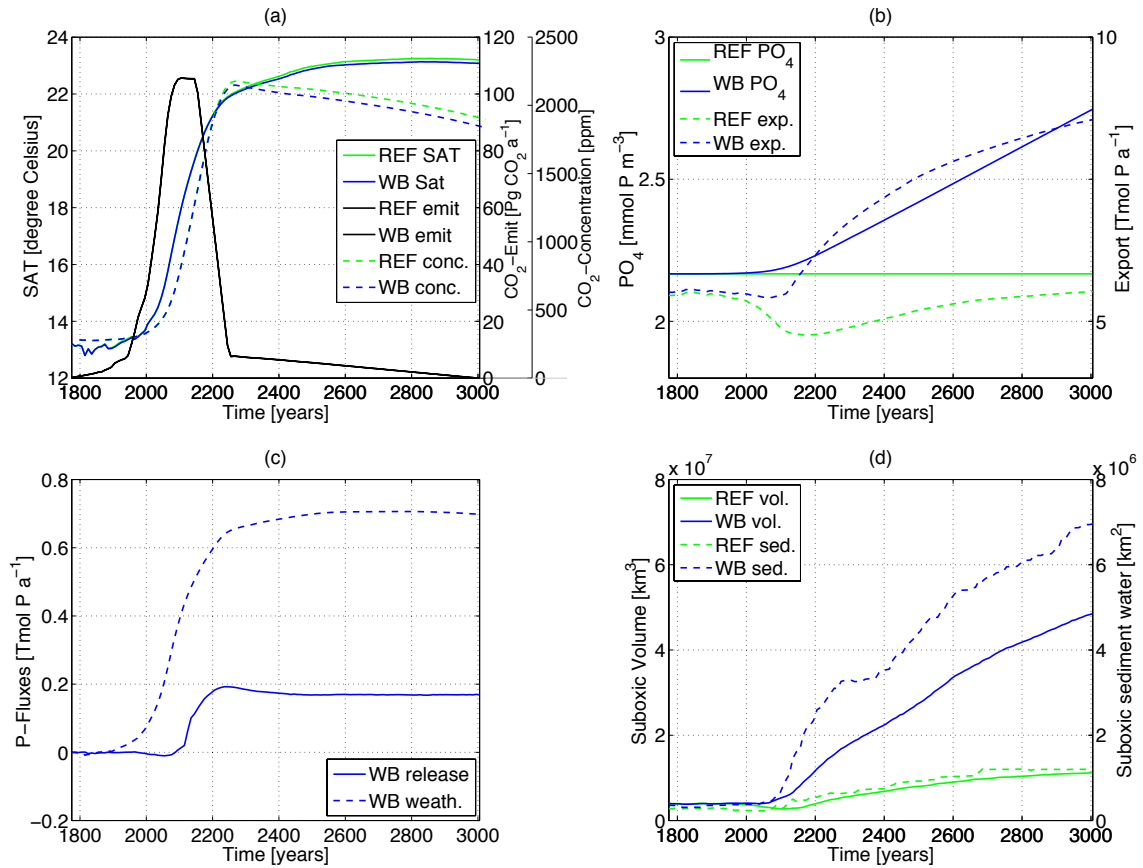 (a)
24
22
20
18
16
14
12
SAT [degree Celsius]
120
100
80
60
40
20
0
CO2−Emit [Pg CO2 a−1]
2500
2000
1500
1000
500
0
CO2−Concentration [ppm]
REF SAT
WB Sat
REF emit
WB emit
REF conc.
WB conc.
1800 2000 2200 2400 2600 2800 3000
Time [years]
(b)
3
2.5
2
PO4 [mmol P m−3]
10
5
Export [Tmol P a−1]
REF PO4
WB PO4
REF exp.
WB exp.
1800 2000 2200 2400 2600 2800 3000
Time [years]
(c)
0.8
0.6
0.4
0.2
0
−0.2
P−Fluxes [Tmol P a−1]
WB release
WB weath.
1800 2000 2200 2400 2600 2800 3000
Time [years]
(d)
x 10^7
8
6
4
2
0
Suboxic Volume [km3]
x 10^6
8
6
4
2
0
Suboxic sediment water [km2]
REF vol.
WB vol.
REF sed.
WB sed.
1800 2000 2200 2400 2600 2800 3000
Time [years]